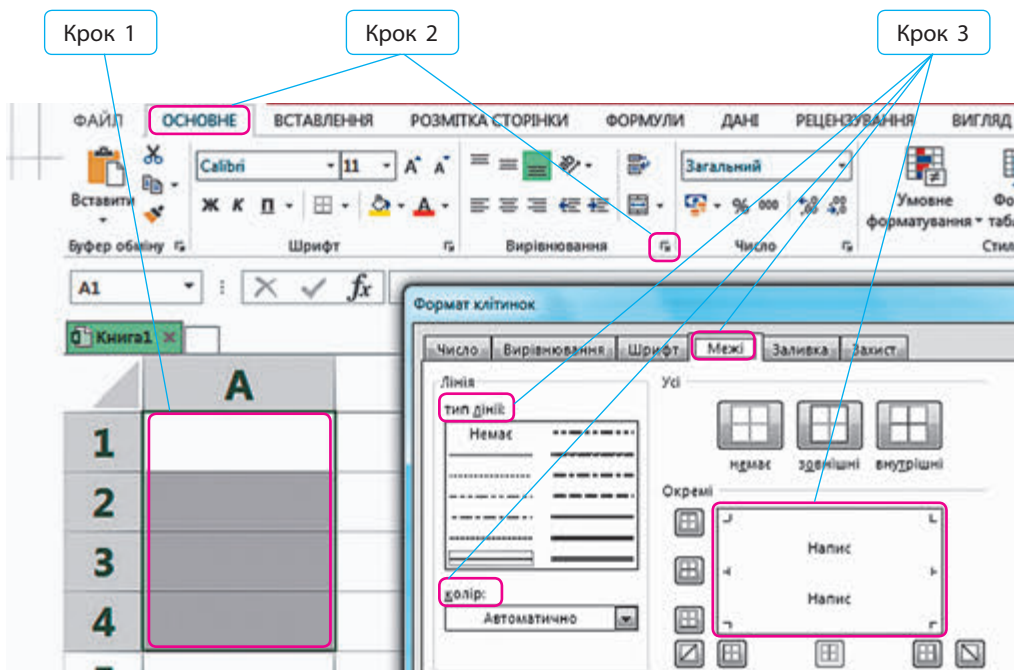 Крок 1
Крок 2
Крок 3
ФАЙЛ ОСНОВНЕ ВСТАВЛЕННЯ РОЗМІТКА СТОРІНКИ ФОРМУЛИ ДАНІ РЕЦЕНЗУВАННЯ ВИГЛЯД
Calibri 11 Загальний
Вставити Ж К П % 000 Умовне
форматування
Буфер обміну Шрифт Вирівнювання Число
A1 fx
Книга1
Формат клітинок
Число Вирівнювання Шрифт Межі Заливка Захист
Лінія Усі
тип лінії:
Немає
немає зовнішні внутрішні
Окремі
Напис
Напис
колір:
Автоматично
A
1
2
3
4